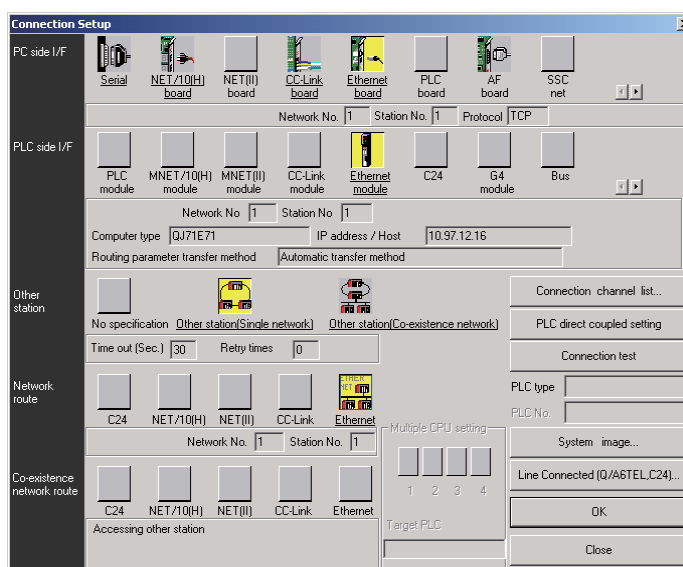 Connection Setup
PC side I/F
Serial NET/10(H) board NET(II) board CC-Link board Ethernet board PLC board AF board SSC net
Network No. 1 Station No. 1 Protocol TCP
PLC side I/F
PLC module MNET/10(H) module MNET(II) module CC-Link module Ethernet module C24 G4 module Bus
Network No 1 Station No 1
Computer type QJ71E71 IP address / Host 10.97.12.16
Routing parameter transfer method Automatic transfer method
Other station
No specification Other station(Single network) Other station(Co-existence network)
Time out (Sec.) 30 Retry times 0
Connection channel list...
PLC direct coupled setting
Connection test
PLC type
PLC No.
System image...
Line Connected (Q/A6TEL,C24)...
OK
Close
Network route
ETHER
NET
C24 NET/10(H) NET(II) CC-Link Ethernet
Network No. 1 Station No. 1
Multiple CPU setting
1 2 3 4
Target PLC
Co-existence network route
C24 NET/10(H) NET(II) CC-Link Ethernet
Accessing other station